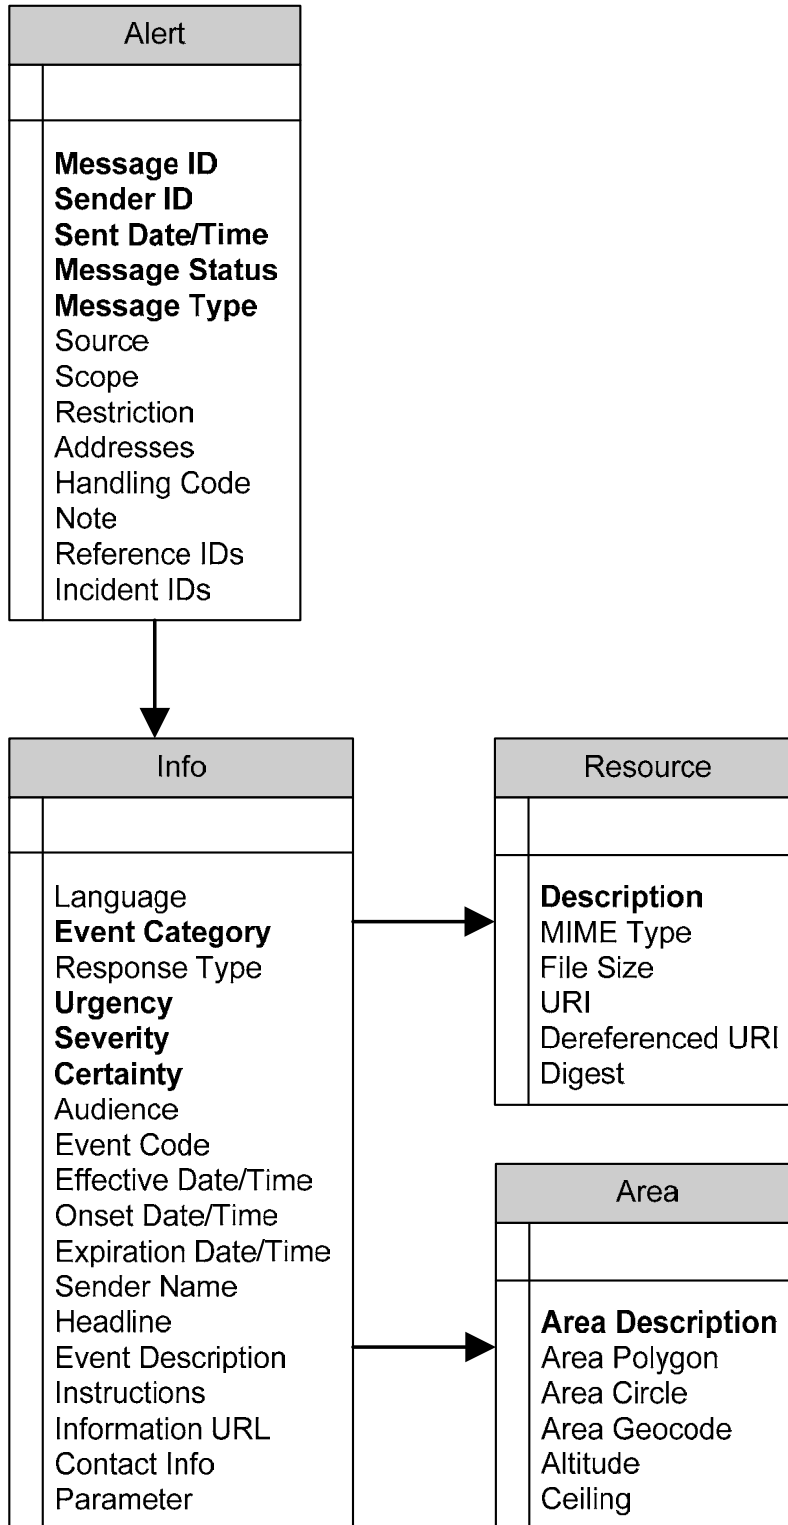 Alert
Message ID
Sender ID
Sent Date/Time
Message Status
Message Type
Source
Scope
Restriction
Addresses
Handling Code
Note
Reference IDs
Incident IDs
Info
Language
Event Category
Response Type
Urgency
Severity
Certainty
Audience
Event Code
Effective Date/Time
Onset Date/Time
Expiration Date/Time
Sender Name
Headline
Event Description
Instructions
Information URL
Contact Info
Parameter
Resource
Description
MIME Type
File Size
URI
Dereferenced URI
Digest
Area
Area Description
Area Polygon
Area Circle
Area Geocode
Altitude
Ceiling